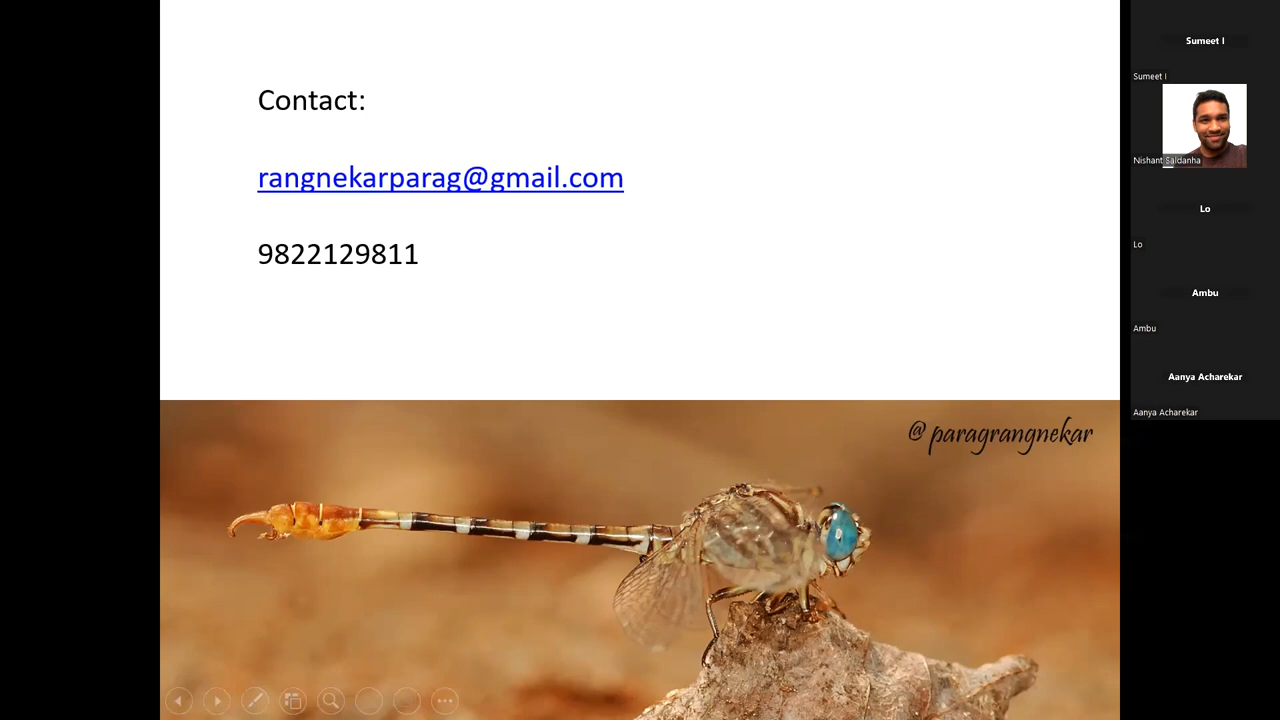 Contact:
rangnekarparag@gmail.com
9822129811
@paragrangnekar
Sumeet I
Sumeet I
Nishant Saldanha
Lo
Lo
Ambu
Ambu
Aanya Acharekar
Aanya Acharekar